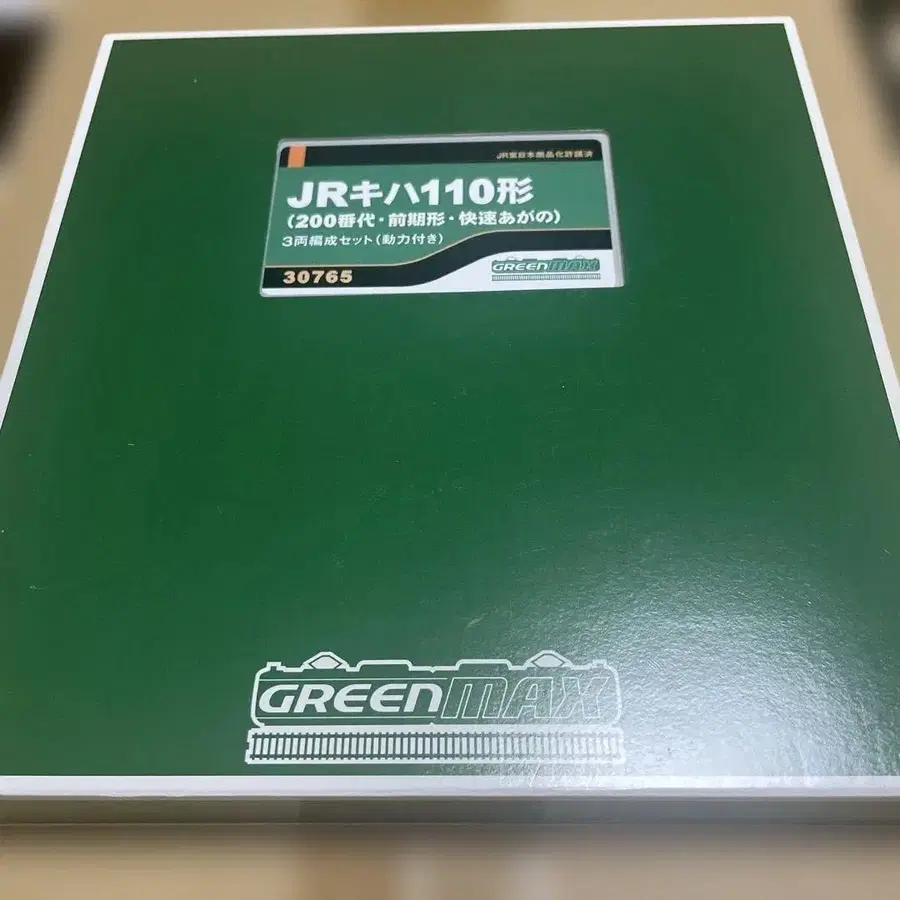 JR東日本商品化許諾済
JRキハ110形
(200番代・前期形・快速あがの)
3両編成セット(動力付き)
30765
GREENMAX
GREENMAX